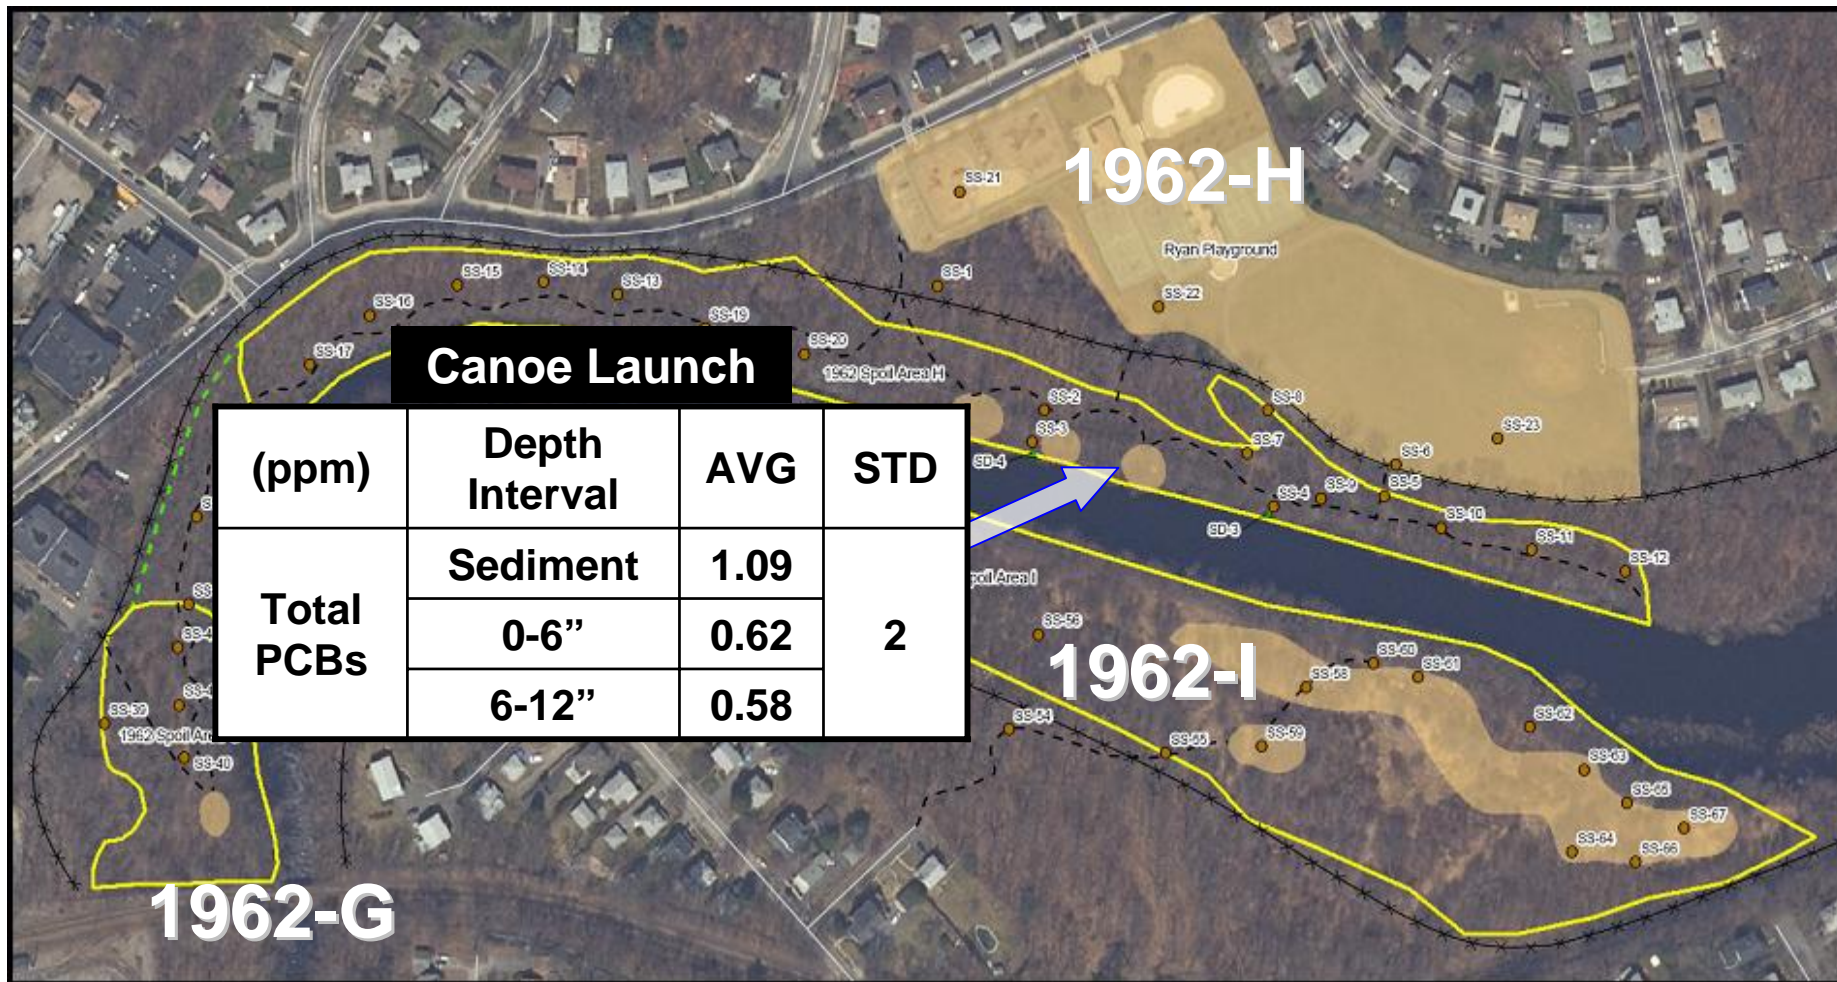 1962-H
SS-21
Ryan Playground
SS-22
SS-1
SS-15
SS-14
SS-13
SS-16
SS-19
SS-17
SS-20
1962 Spoil Area H
SS-2
SS-3
SD-4
SS-8
SS-7
SS-23
SS-6
SS-5
SS-9
SS-4
SD-3
SS-10
SS-11
SS-12
Canoe Launch
(ppm)
Depth
Interval
AVG
STD
Total
PCBs
Sediment
1.09
0-6”
0.62
6-12”
0.58
2
Spoil Area I
SS-56
1962-I
SS-60
SS-61
SS-58
SS-54
SS-55
SS-59
SS-62
SS-63
SS-65
SS-67
SS-64
SS-66
SS-39
1962 Spoil
SS-40
1962-G